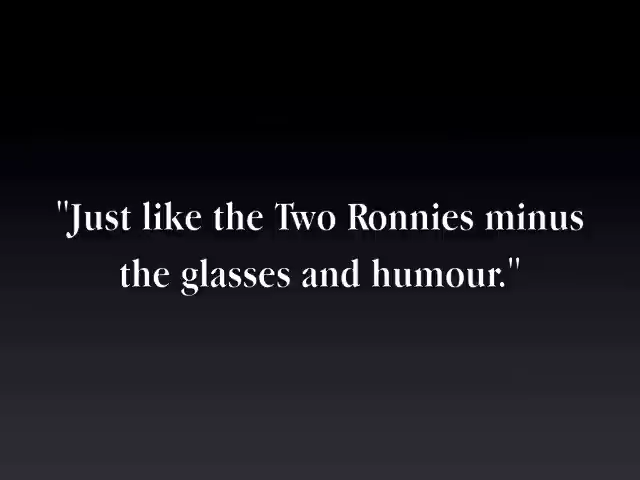 "Just like the Two Ronnies minus
the glasses and humour."